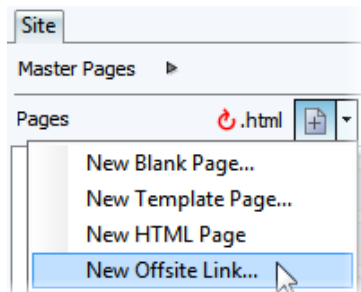 Site
Master Pages
Pages .html
New Blank Page...
New Template Page...
New HTML Page
New Offsite Link...